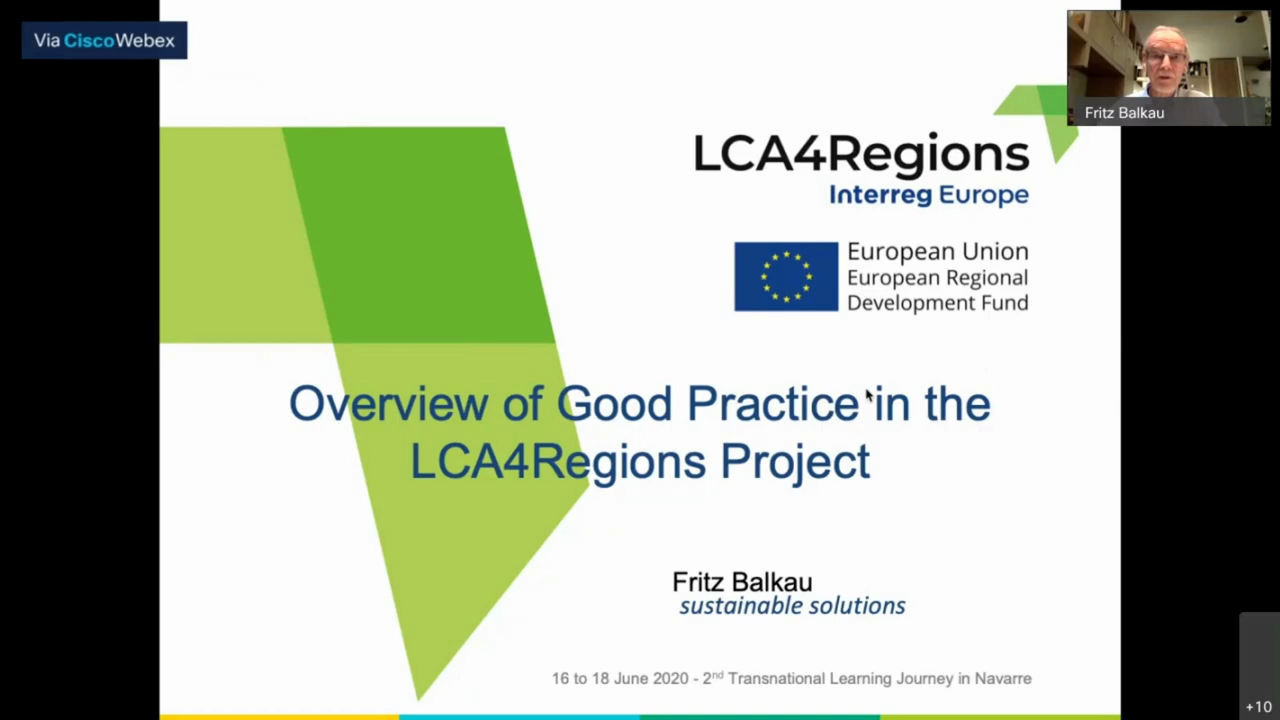 Via CiscoWebex
Fritz Balkau
LCA4Regions
Interreg Europe
European Union
European Regional
Development Fund
Overview of Good Practice in the
LCA4Regions Project
Fritz Balkau
sustainable solutions
16 to 18 June 2020 - 2nd Transnational Learning Journey in Navarre
+10